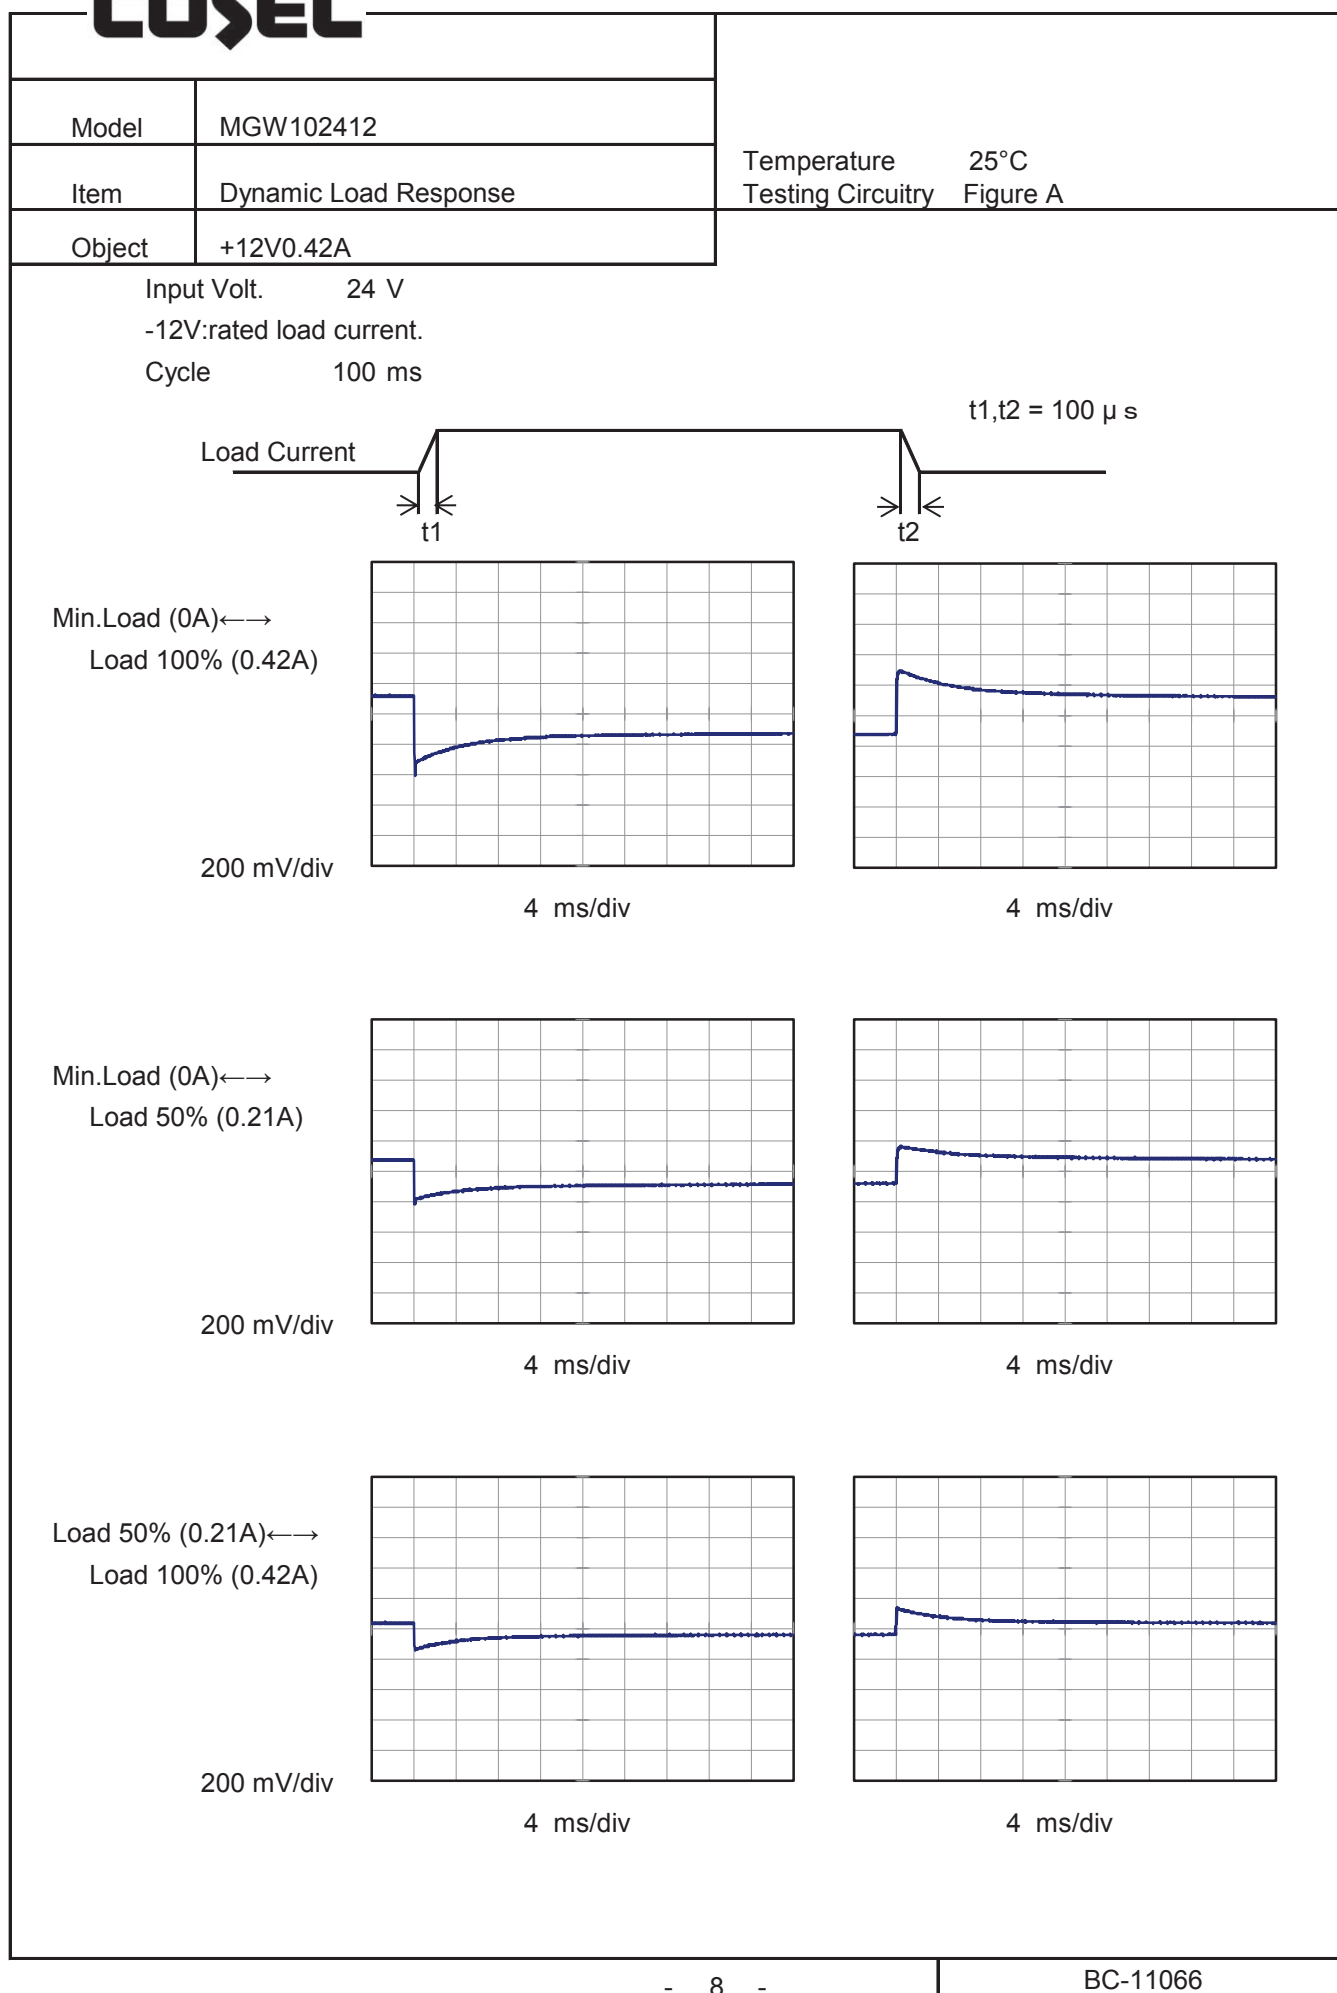 COSEL
Model MGW102412
Item Dynamic Load Response
Temperature 25°C
Testing Circuitry Figure A
Object +12V0.42A
Input Volt. 24 V
-12V:rated load current.
Cycle 100 ms
t1,t2 = 100 μ s
Load Current
t1 t2
Min.Load (0A)←→
Load 100% (0.42A)
200 mV/div
4 ms/div 4 ms/div
Min.Load (0A)←→
Load 50% (0.21A)
200 mV/div
4 ms/div 4 ms/div
Load 50% (0.21A)←→
Load 100% (0.42A)
200 mV/div
4 ms/div 4 ms/div
- 8 -
BC-11066